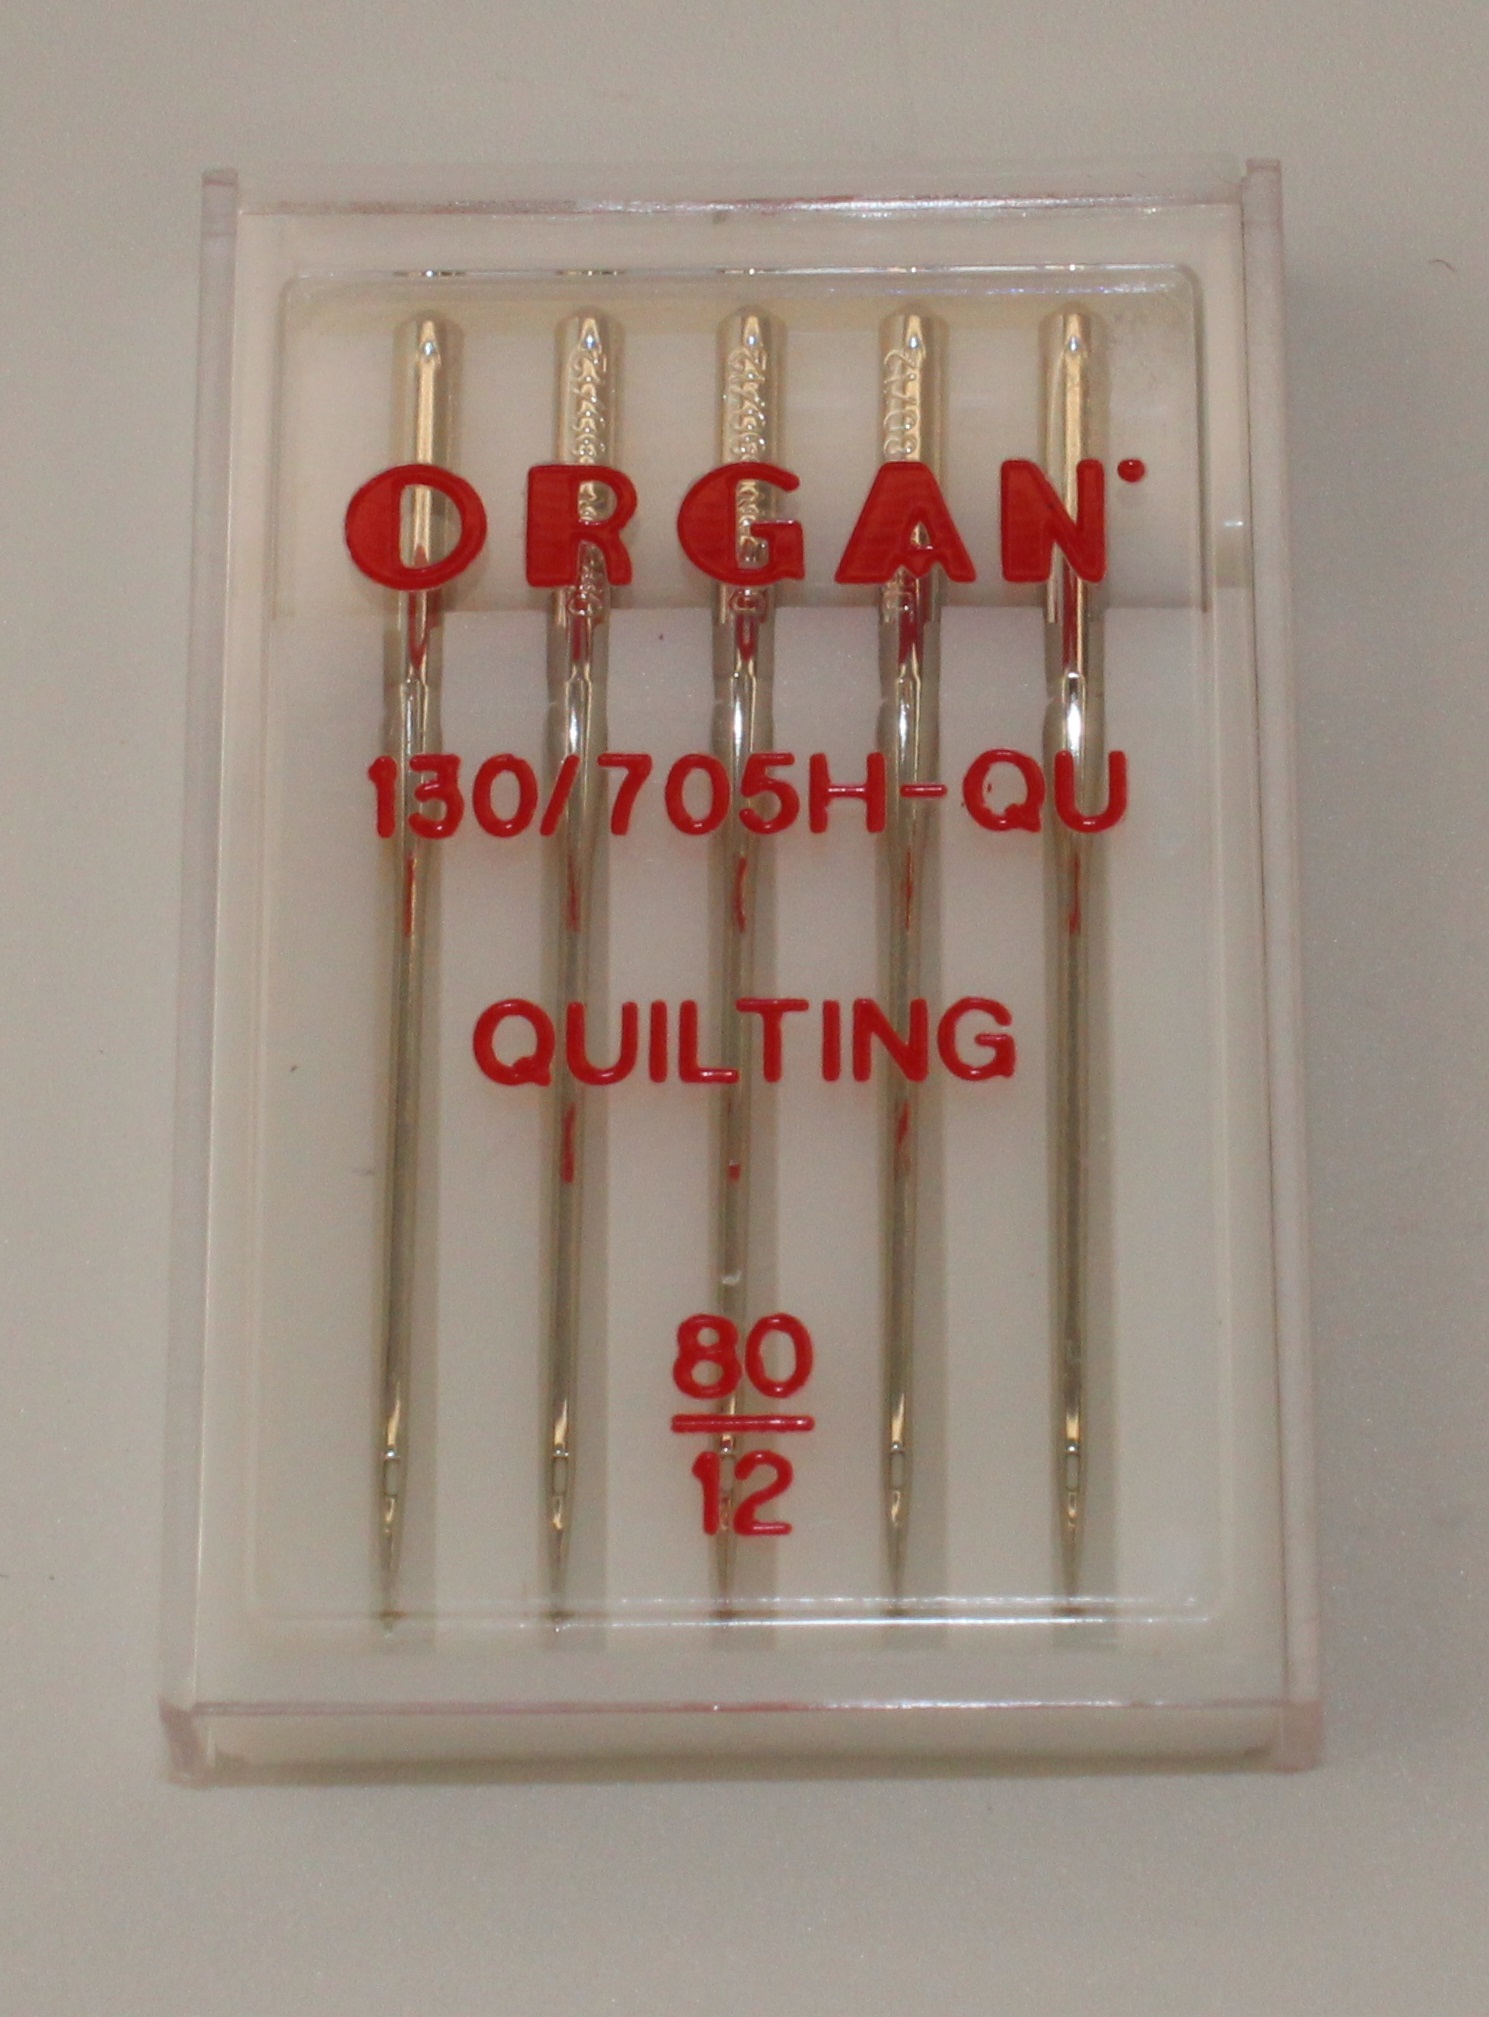 ORGAN
130/705H-QU
QUILTING
80
12